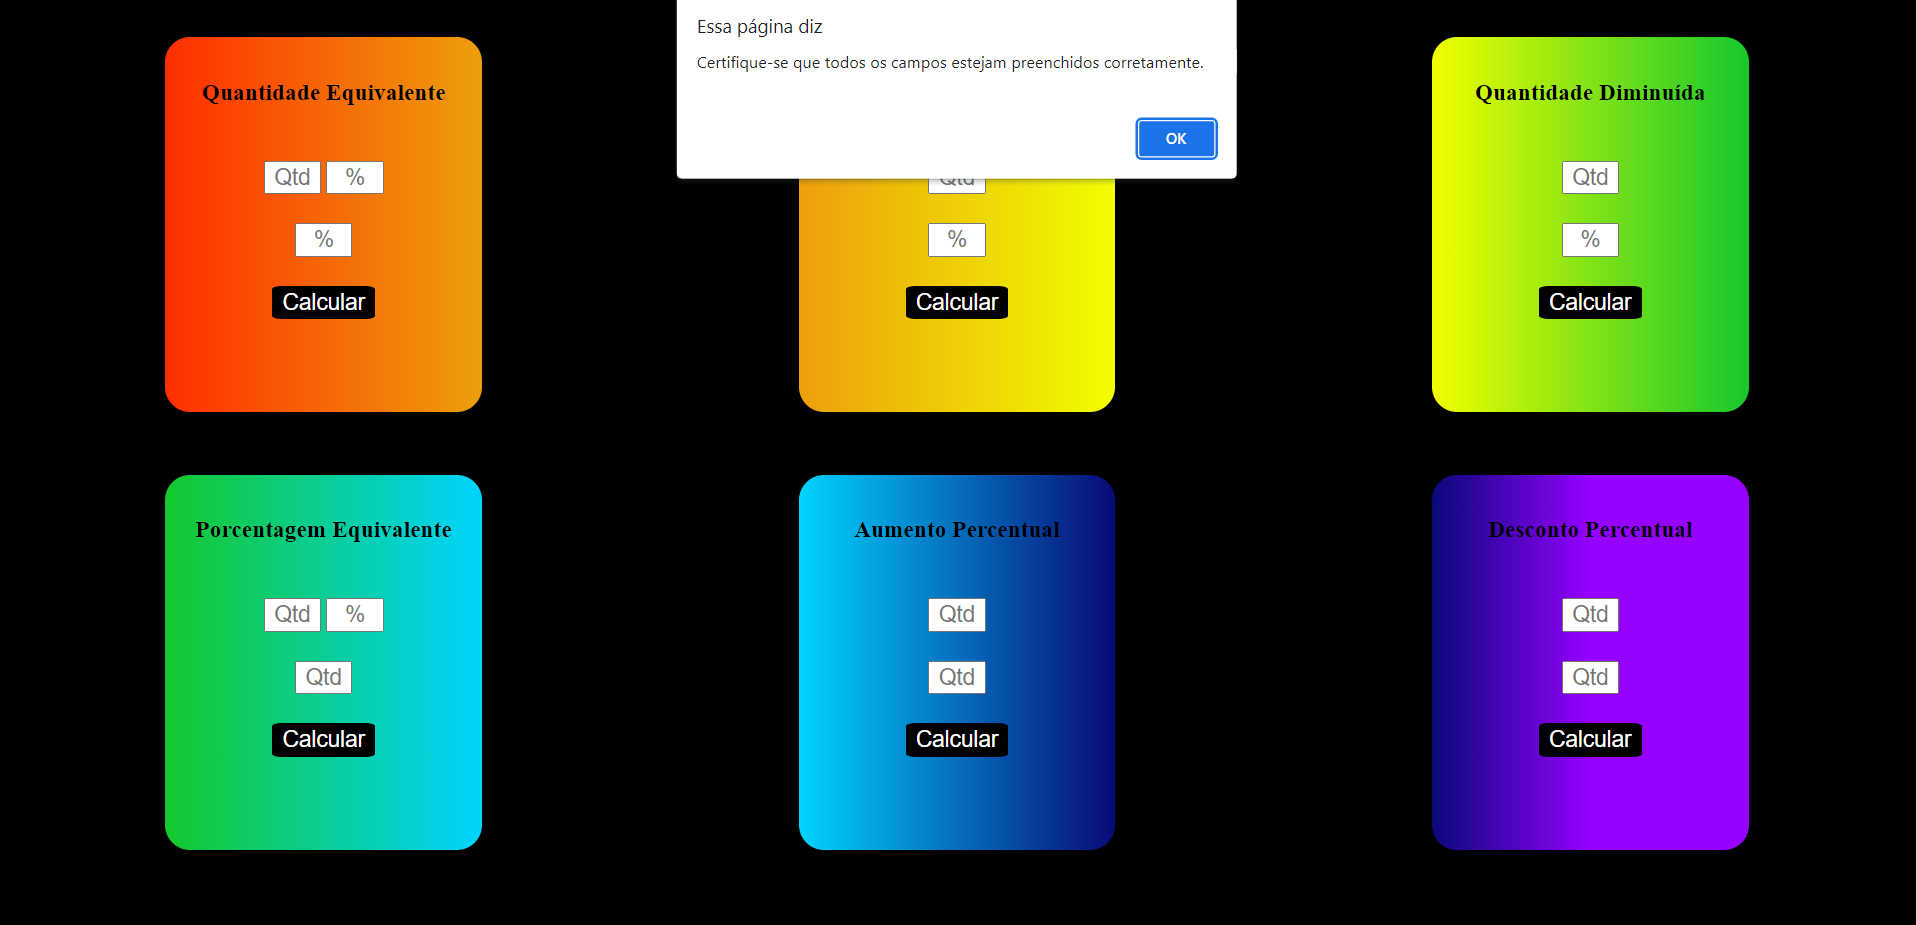 Essa página diz
Certifique-se que todos os campos estejam preenchidos corretamente.
OK
Quantidade Equivalente
Qtd %
%
Calcular
Qtd
%
Calcular
Quantidade Diminuída
Qtd
%
Calcular
Porcentagem Equivalente
Qtd %
Qtd
Calcular
Aumento Percentual
Qtd
Qtd
Calcular
Desconto Percentual
Qtd
Qtd
Calcular